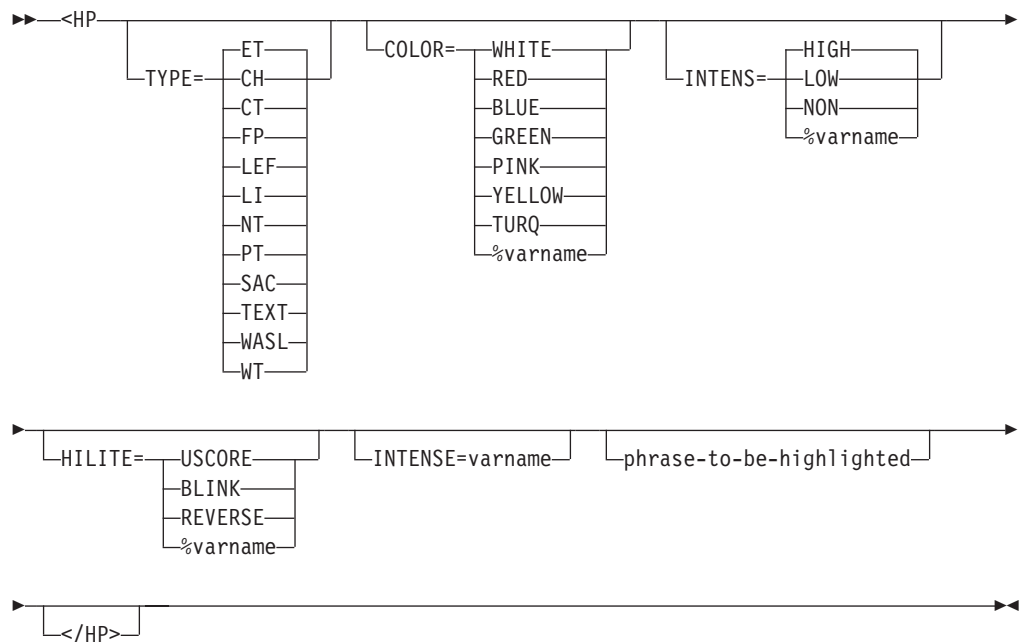 <HP
TYPE=
ET
CH
CT
FP
LEF
LI
NT
PT
SAC
TEXT
WASL
WT
COLOR=
WHITE
RED
BLUE
GREEN
PINK
YELLOW
TURQ
%varname
INTENS=
HIGH
LOW
NON
%varname
HILITE=
USCORE
BLINK
REVERSE
%varname
INTENSE=varname
phrase-to-be-highlighted
</HP>